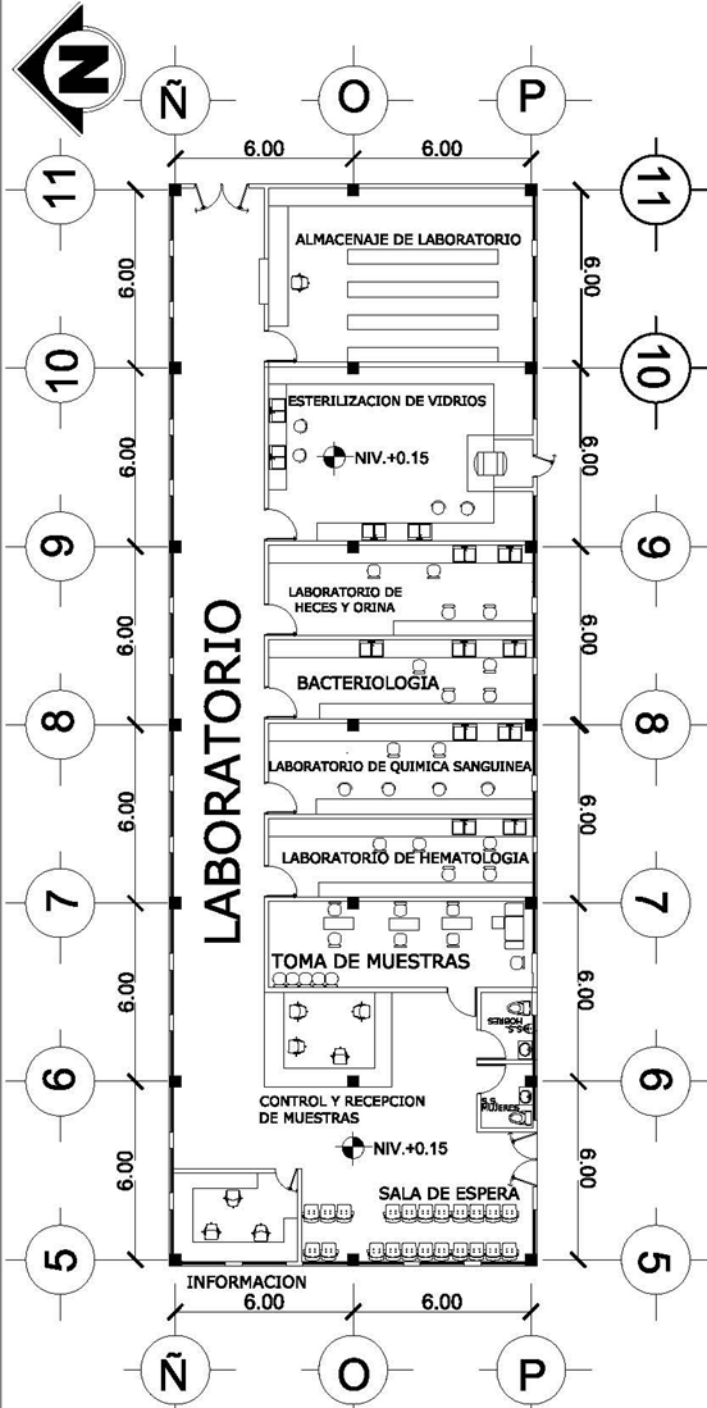 N
Ñ
O
P
6.00
6.00
11
11
ALMACENAJE DE LABORATORIO
6.00
6.00
10
10
ESTERILIZACION DE VIDRIOS
6.00
NIV.+0.15
6.00
9
9
LABORATORIO DE
HECES Y ORINA
6.00
6.00
LABORATORIO
BACTERIOLOGIA
8
8
LABORATORIO DE QUIMICA SANGUINEA
6.00
6.00
LABORATORIO DE HEMATOLOGIA
7
7
TOMA DE MUESTRAS
6.00
6.00
S.S.
HOBRES
6
6
CONTROL Y RECEPCION
DE MUESTRAS
S.S.
MUJERES
NIV.+0.15
6.00
6.00
SALA DE ESPERA
5
5
INFORMACION
6.00
6.00
Ñ
O
P